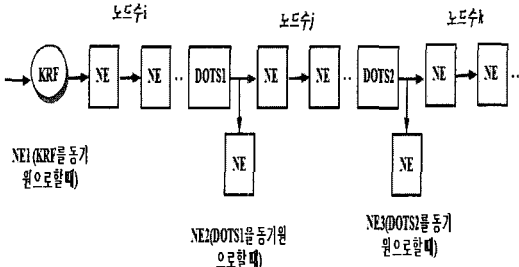 노드수i
노드수j
노드수k
KRF
NE
NE
··
DOTS1
NE
NE
··
DOTS2
NE
NE
··
NE
NE
NE1(KRF를 동기
원으로할때)
NE2(DOTS1을 동기원
으로할때)
NE3(DOTS2를 동기
원으로할때)